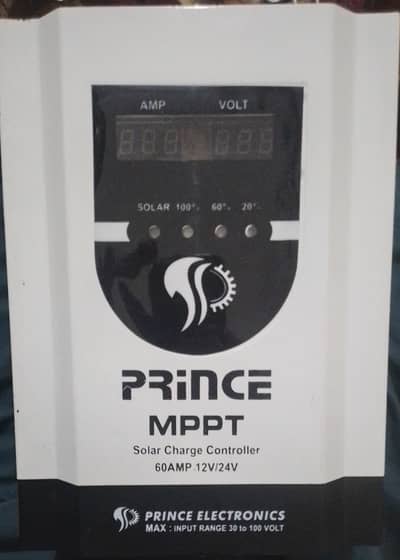 AMP VOLT
SOLAR 100% 60% 20%
PRiNCE
MPPT
Solar Charge Controller
60AMP 12V/24V
PRINCE ELECTRONICS
MAX : INPUT RANGE 30 to 100 VOLT